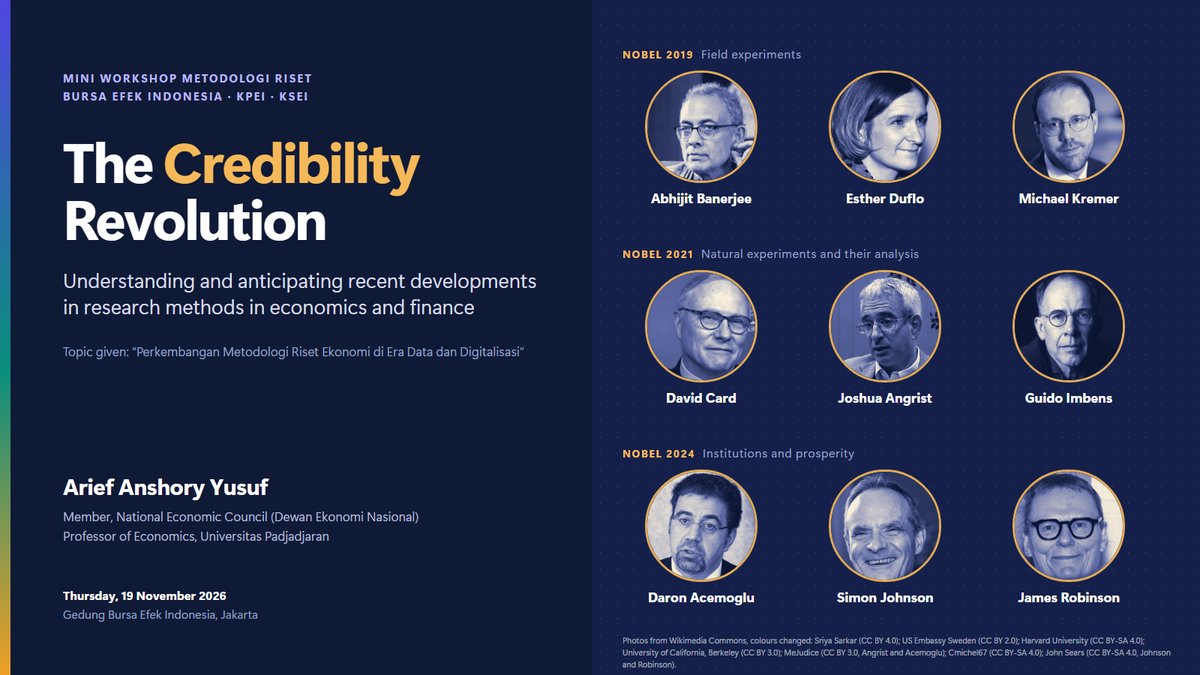 MINI WORKSHOP METODOLOGI RISET
BURSA EFEK INDONESIA · KPEI · KSEI
The Credibility
Revolution
Understanding and anticipating recent developments
in research methods in economics and finance
Topic given: “Perkembangan Metodologi Riset Ekonomi di Era Data dan Digitalisasi”
Arief Anshory Yusuf
Member, National Economic Council (Dewan Ekonomi Nasional)
Professor of Economics, Universitas Padjadjaran
Thursday, 19 November 2026
Gedung Bursa Efek Indonesia, Jakarta
NOBEL 2019 Field experiments
Abhijit Banerjee Esther Duflo Michael Kremer
NOBEL 2021 Natural experiments and their analysis
David Card Joshua Angrist Guido Imbens
NOBEL 2024 Institutions and prosperity
Daron Acemoglu Simon Johnson James Robinson
Photos from Wikimedia Commons, colours changed: Sriya Sarkar (CC BY 4.0); US Embassy Sweden (CC BY 2.0); Harvard University (CC BY-SA 4.0);
University of California, Berkeley (CC BY 3.0); MeJudice (CC BY 3.0, Angrist and Acemoglu); Cmichel67 (CC BY-SA 4.0); John Sears (CC BY-SA 4.0, Johnson
and Robinson).